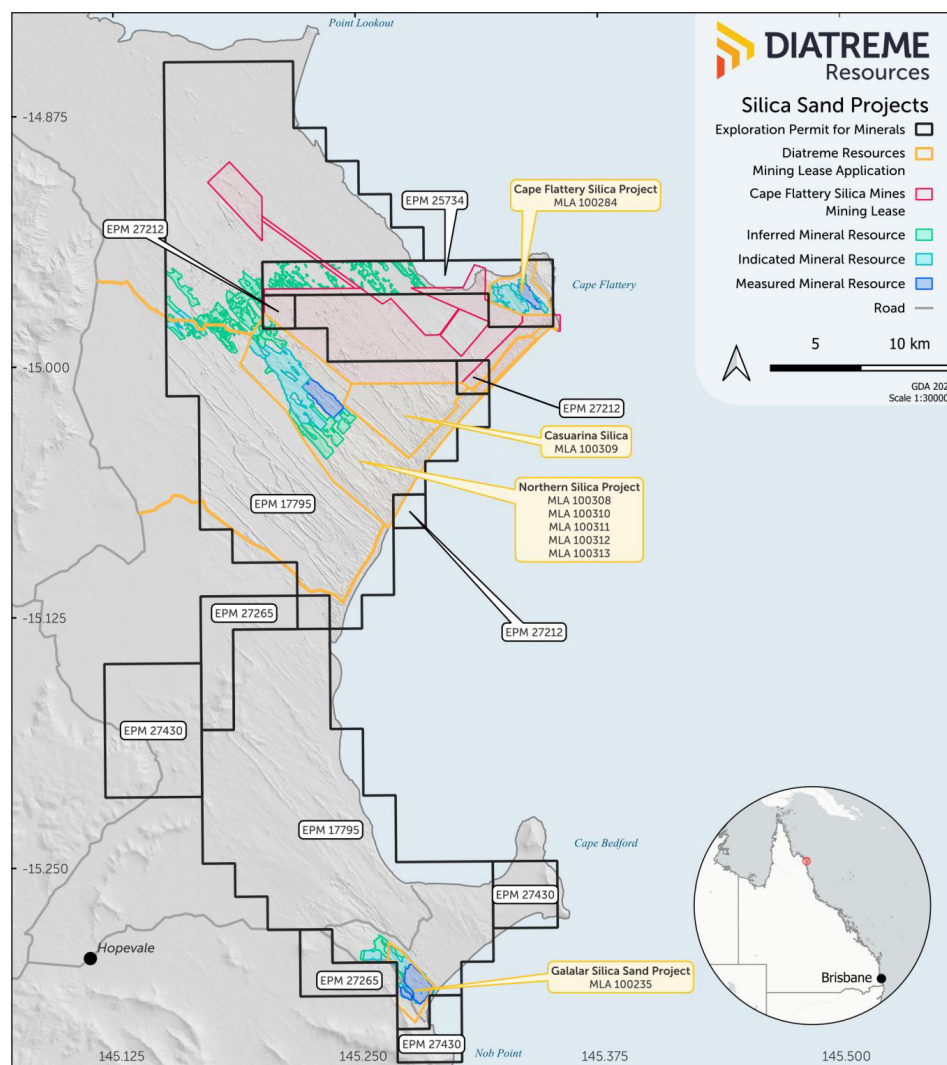 Point Lookout
DIATREME
Resources
Silica Sand Projects
Exploration Permit for Minerals
Diatreme Resources
Mining Lease Application
Cape Flattery Silica Mines
Mining Lease
Inferred Mineral Resource
Indicated Mineral Resource
Measured Mineral Resource
Road
5 10 km
GDA 202
Scale 1:30000
-14.875
Cape Flattery Silica Project
MLA 100284
EPM 25734
EPM 27212
Cape Flattery
-15.000
EPM 27212
Casuarina Silica
MLA 100309
Northern Silica Project
MLA 100308
MLA 100310
MLA 100311
MLA 100312
MLA 100313
EPM 17795
EPM 27265
-15.125
EPM 27212
EPM 27430
EPM 17795
Cape Bedford
-15.250
EPM 27430
Hopevale
EPM 27265
Galalar Silica Sand Project
MLA 100235
Brisbane
EPM 27430
Nob Point
145.125 145.250 145.375 145.500